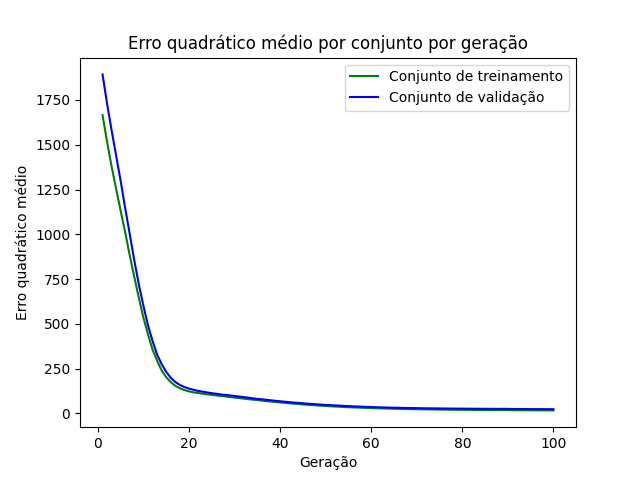 Erro quadrático médio por conjunto por geração
Conjunto de treinamento
Conjunto de validação
Erro quadrático médio
1750
1500
1250
1000
750
500
250
0
0 20 40 60 80 100
Geração